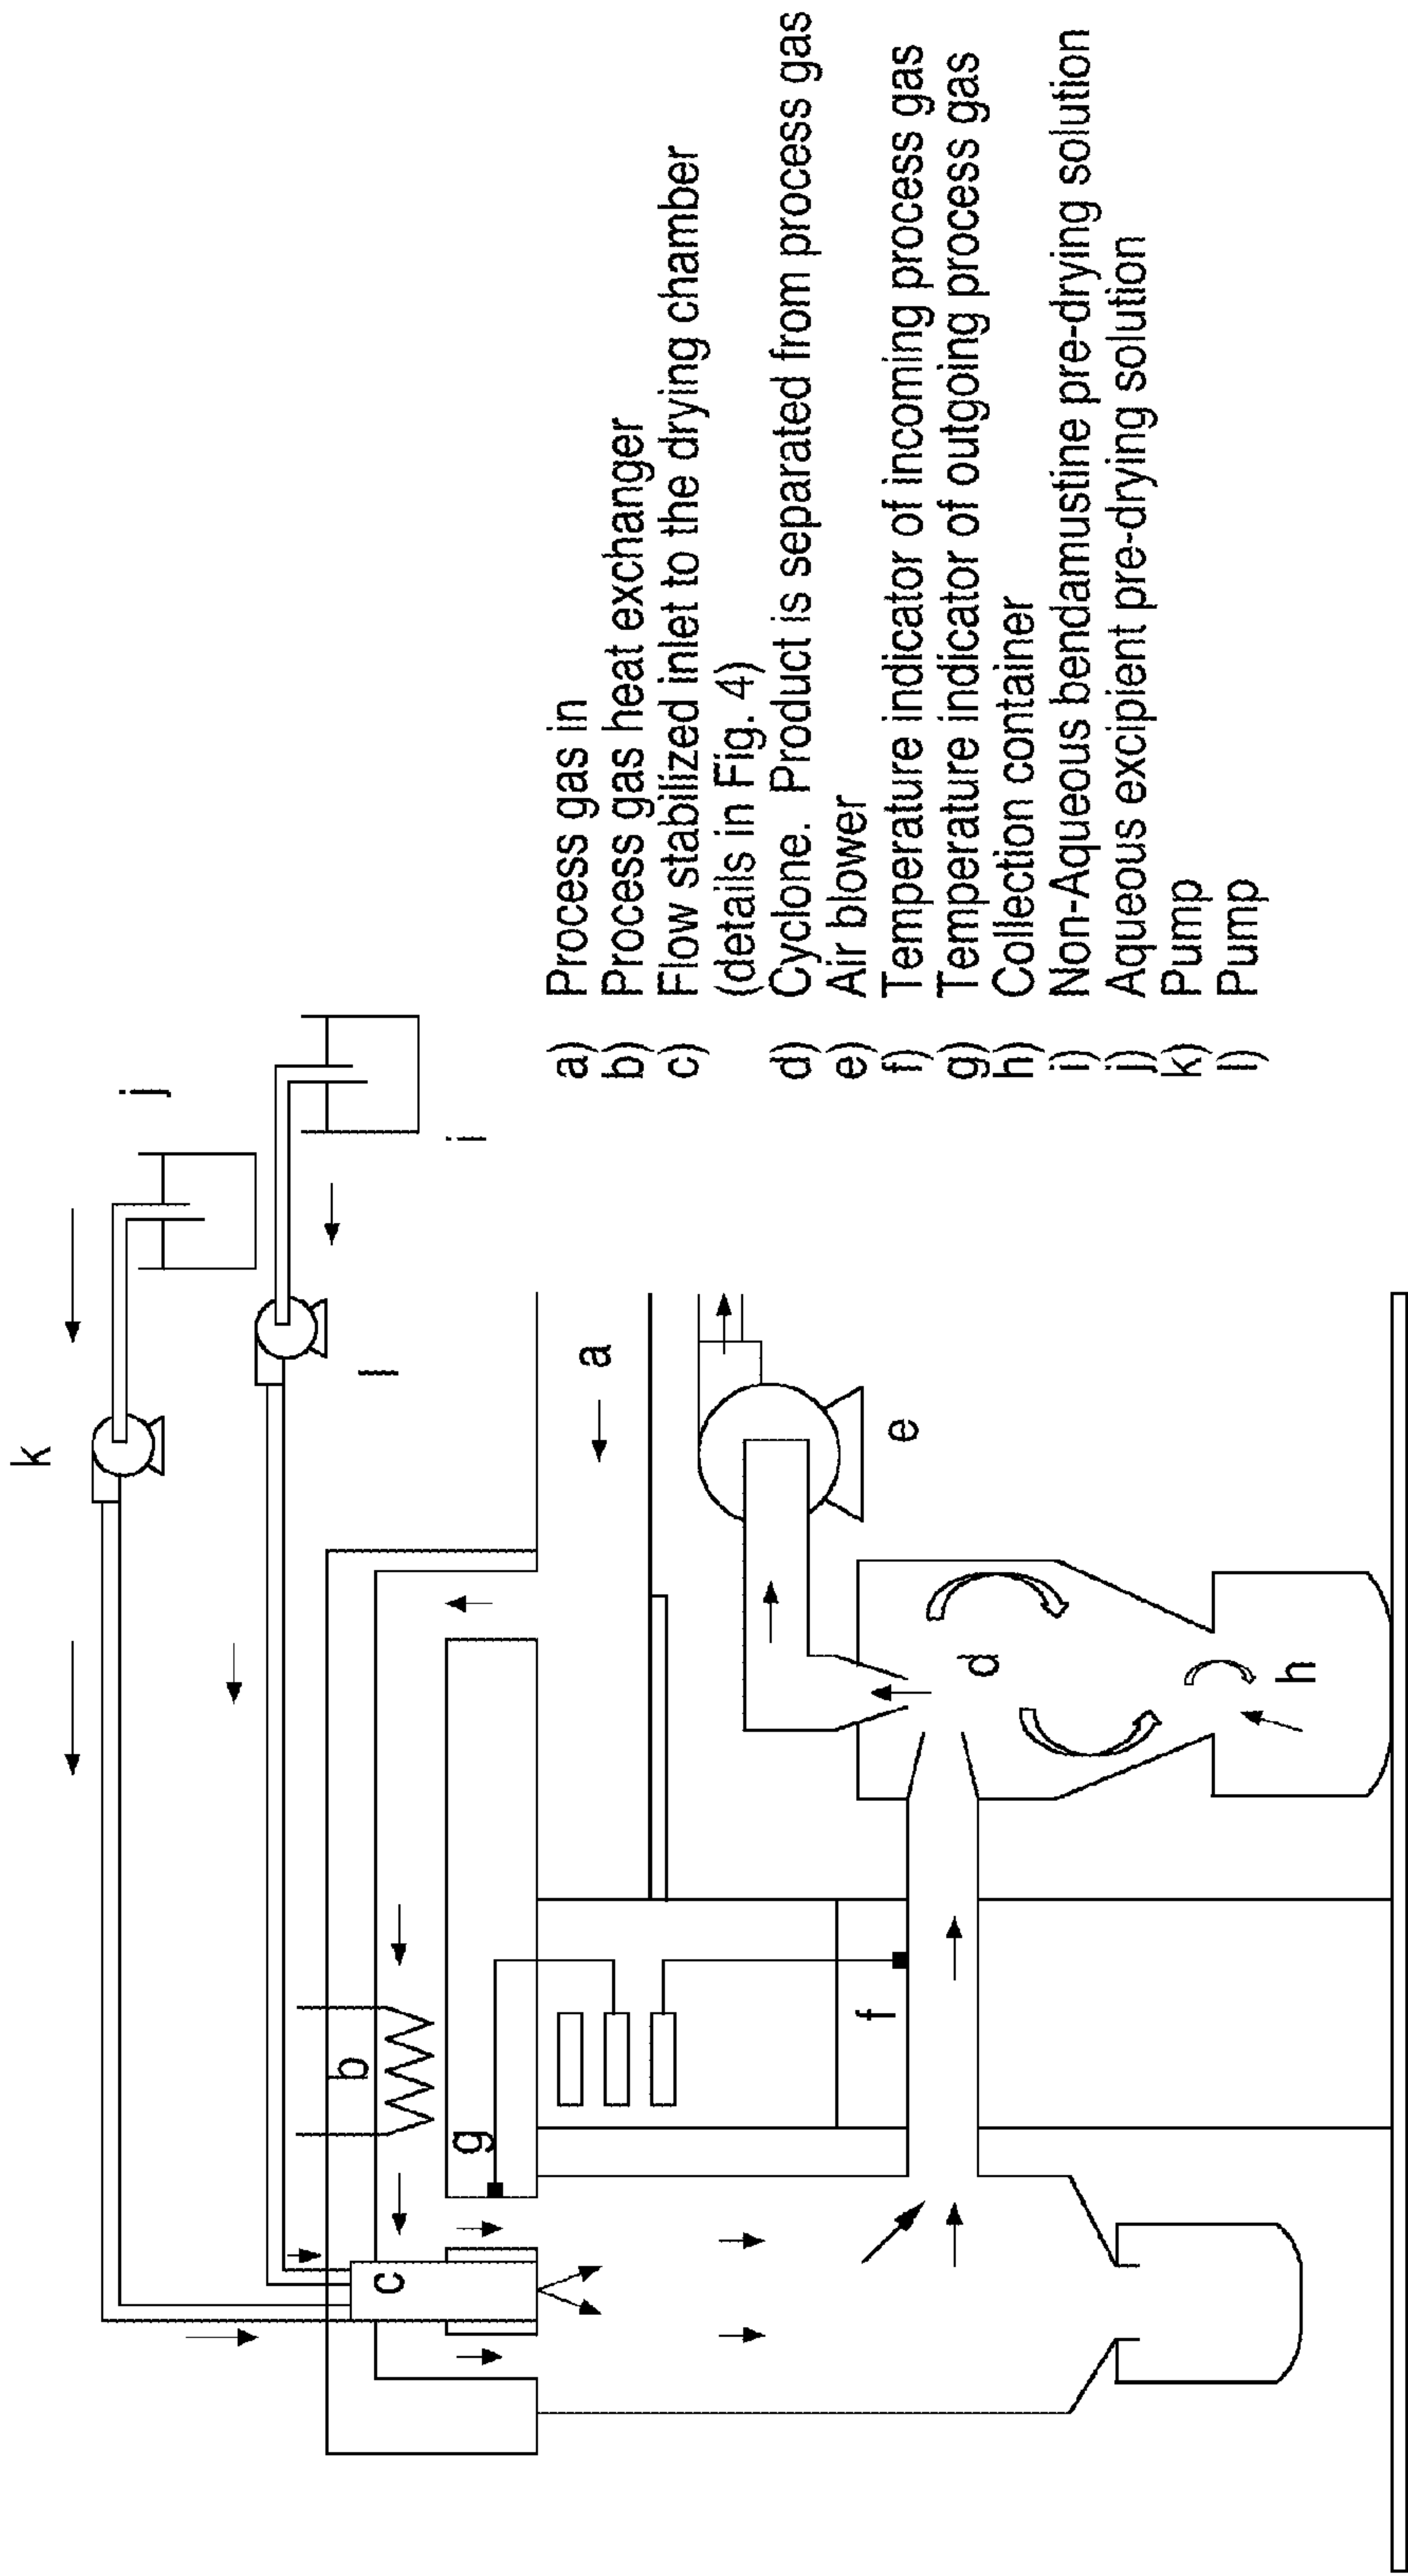 k
j
l
i
b
a
g
c
e
f
d
h
a) Process gas in
b) Process gas heat exchanger
c) Flow stabilized inlet to the drying chamber
(details in Fig. 4)
d) Cyclone. Product is separated from process gas
e) Air blower
f) Temperature indicator of incoming process gas
g) Temperature indicator of outgoing process gas
h) Collection container
i) Non-Aqueous bendamustine pre-drying solution
j) Aqueous excipient pre-drying solution
k) Pump
l) Pump